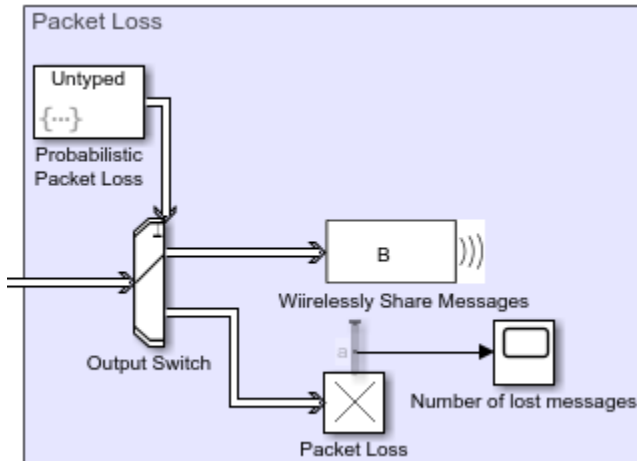 Packet Loss
Untyped
{...}
Probabilistic
Packet Loss
B
Wiirelessly Share Messages
a
Output Switch
Number of lost messages
Packet Loss